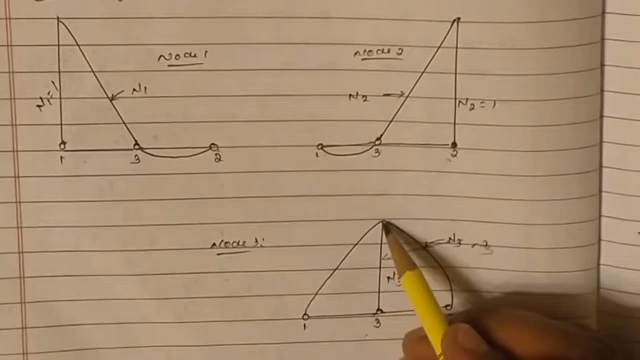 Node 1
Node 2
N1
N1=1
N2
N2=1
1 3 2
1 3 2
Node 3:
N3
N3
1 3